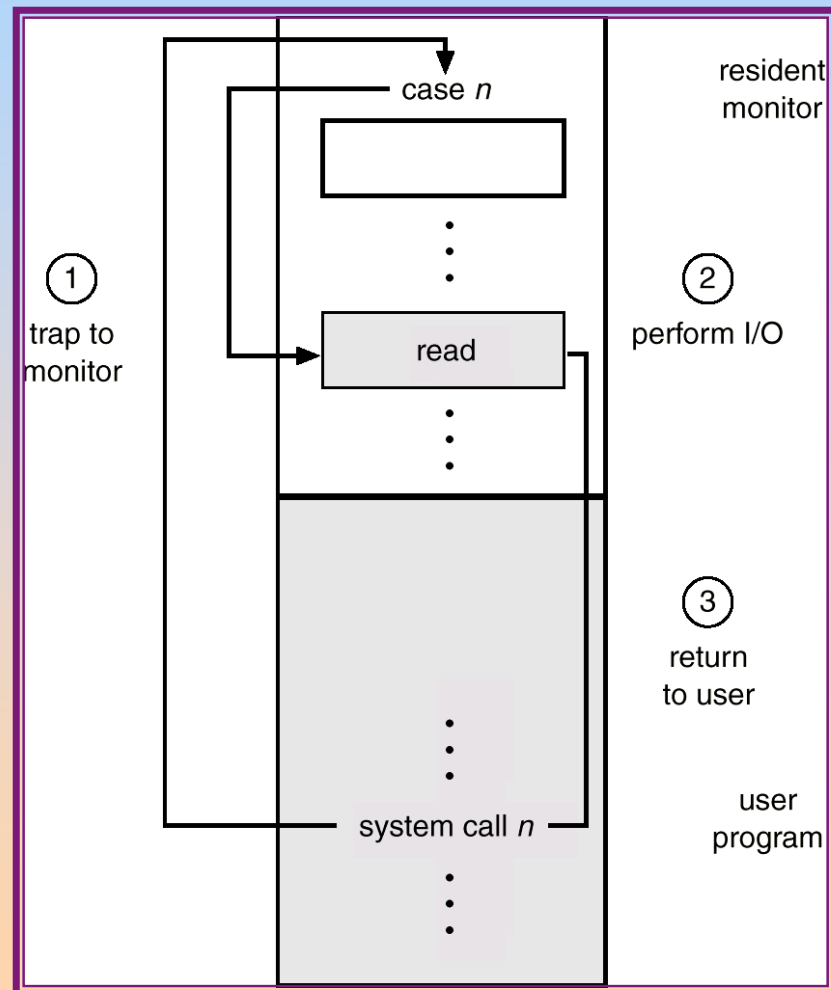 case n
resident
monitor
1
trap to
monitor
2
perform I/O
read
3
return
to user
system call n
user
program